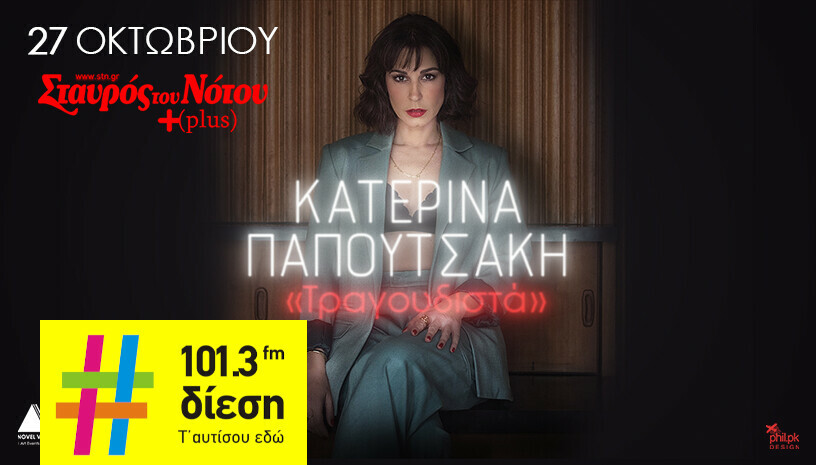 27 ΟΚΤΩΒΡΙΟΥ
www.stn.gr
Σταυρός του Νότου
+(plus)
ΚΑΤΕΡΙΝΑ
ΠΑΠΟΥΤΣΑΚΗ
«Τραγουδιστά»
101.3 fm
δίεση
Τ'αυτίσου εδώ
NOVEL
phil.pk
DESIGN